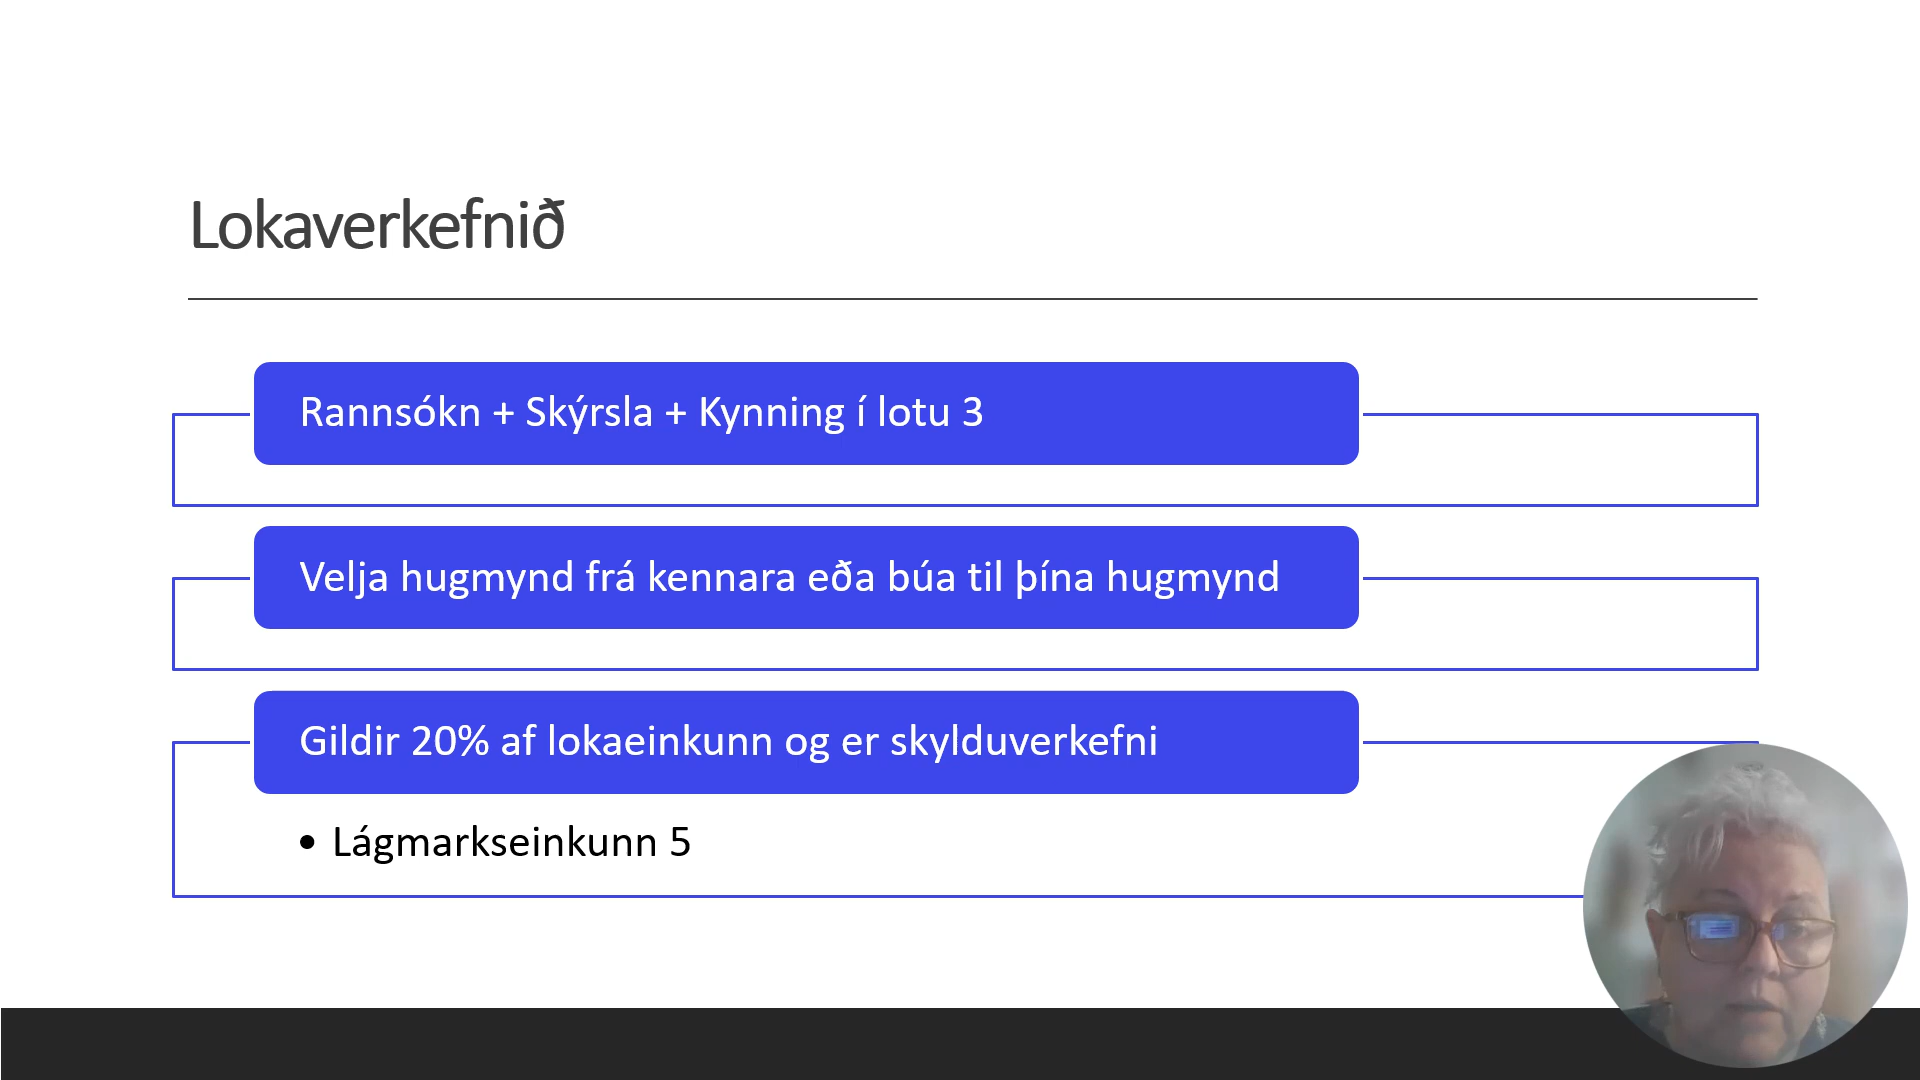 Lokaverkefnið
Rannsókn + Skýrsla + Kynning í lotu 3
Velja hugmynd frá kennara eða búa til þína hugmynd
Gildir 20% af lokaeinkunn og er skylduverkefni
• Lágmarkseinkunn 5